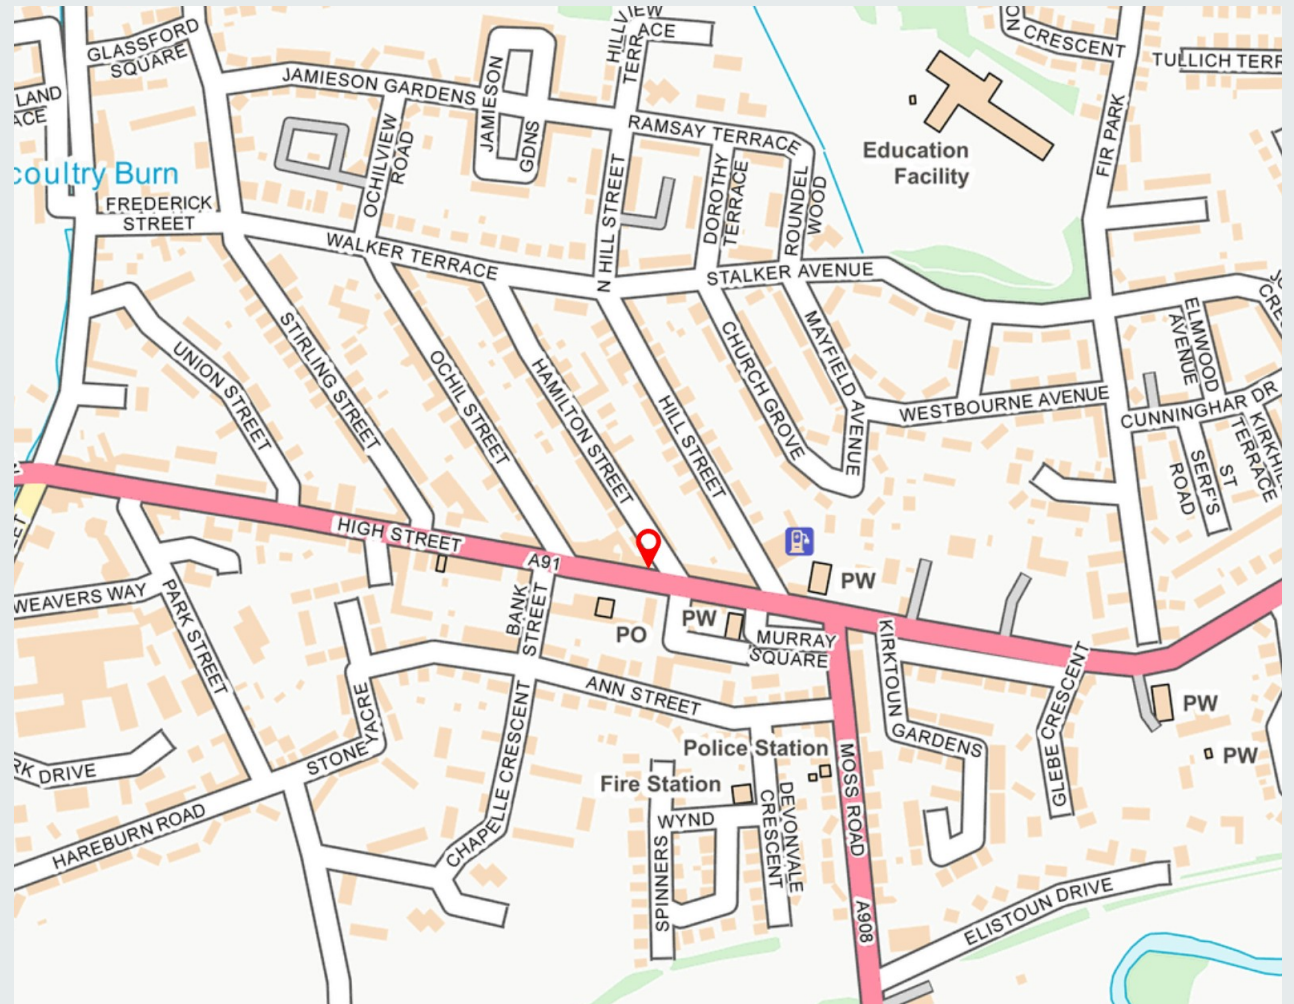 GLASSFORD
SQUARE
JAMIESON GARDENS
JAMIESON
GDNS
HILLVIEW
TERRACE
CRESCENT
TULLICH TERR
LAND
ACE
coultry Burn
FREDERICK
STREET
OCHILVIEW
ROAD
RAMSAY TERRACE
N HILL STREET
DOROTHY
TERRACE
ROUNDEL
WOOD
Education
Facility
FIR PARK
WALKER TERRACE
STALKER AVENUE
UNION STREET
STIRLING STREET
OCHIL STREET
HAMILTON STREET
HILL STREET
CHURCH GROVE
MAYFIELD AVENUE
WESTBOURNE AVENUE
ELMWOOD
AVENUE
CUNNINGHAR DR
ST
SERF'S
ROAD
KIRKHI
TERRACE
HIGH STREET
A91
BANK
STREET
PO
PW
PW
MURRAY
SQUARE
WEAVERS WAY
PARK STREET
ANN STREET
KIRKTOUN
GARDENS
GLEBE CRESCENT
PW
PW
STONEYACRE
CHAPELLE CRESCENT
Police Station
Fire Station
RK DRIVE
HAREBURN ROAD
SPINNERS
WYND
DEVONVALE
CRESCENT
MOSS ROAD
A908
ELISTOUN DRIVE